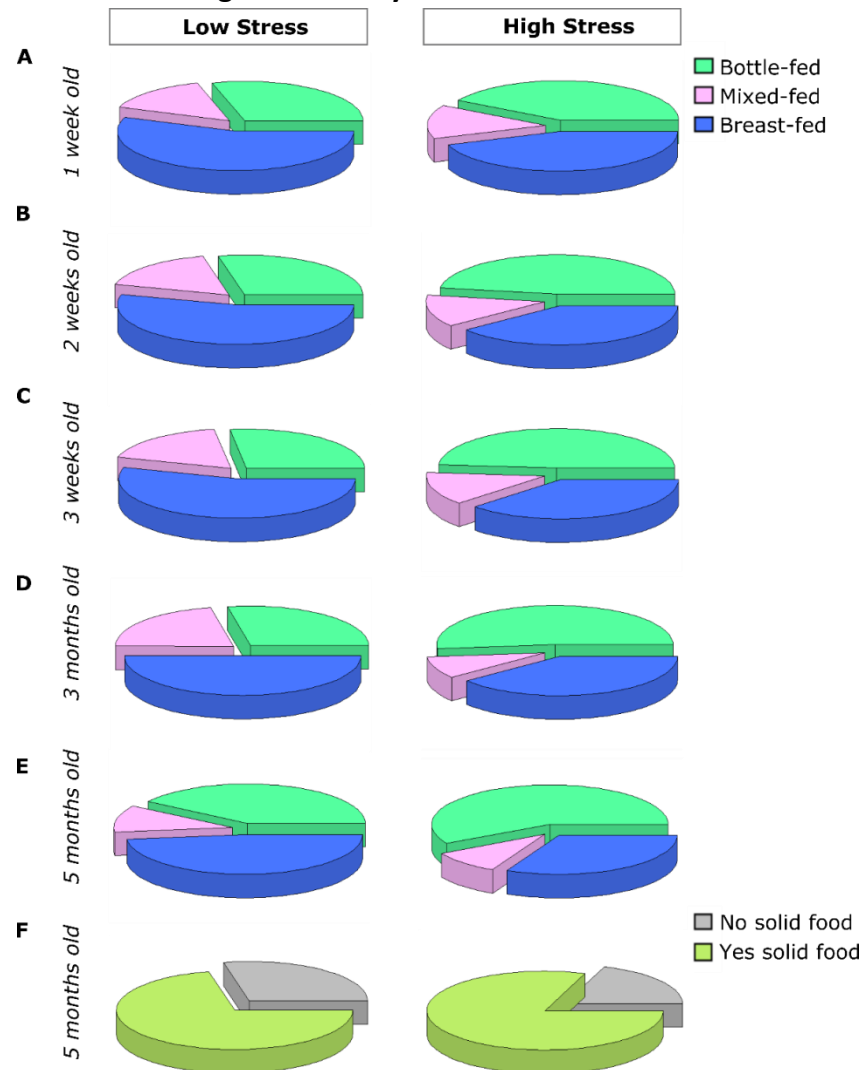 Low Stress
High Stress
A
1 week old
Bottle-fed
Mixed-fed
Breast-fed
B
2 weeks old
C
3 weeks old
D
3 months old
E
5 months old
F
5 months old
No solid food
Yes solid food